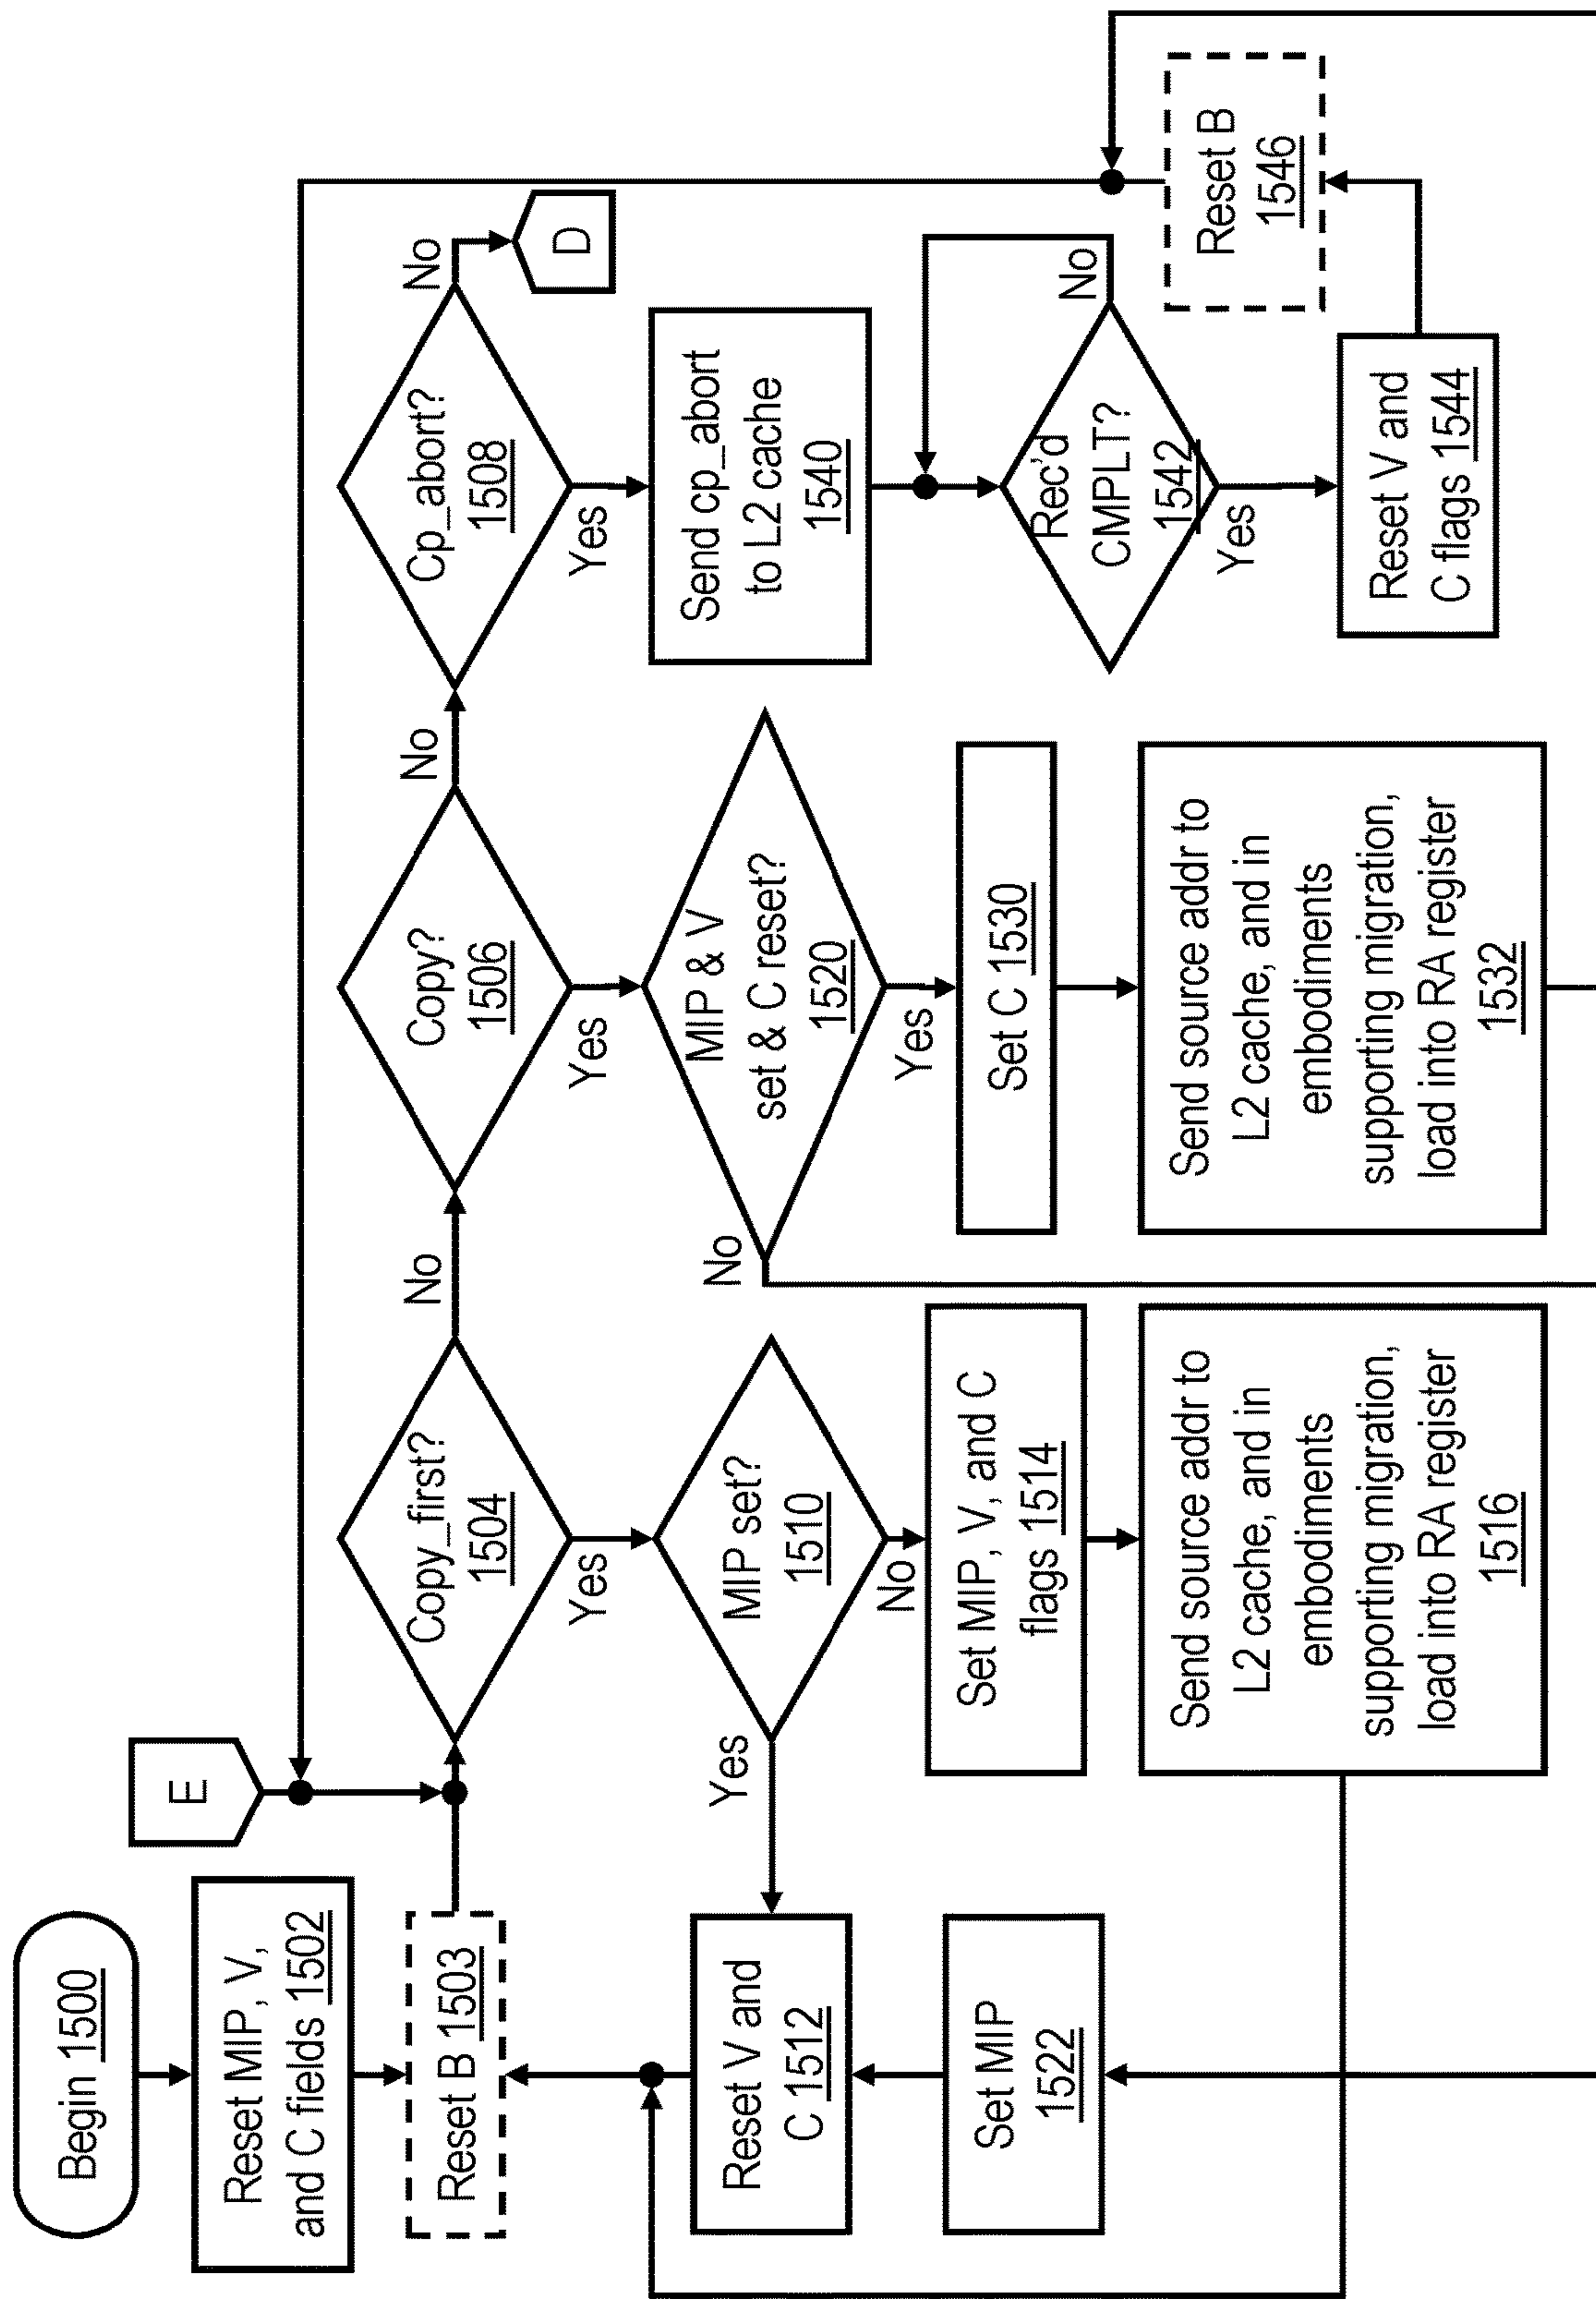 Begin 1500
Reset MIP, V,
and C fields 1502
E
Reset B 1503
Copy_first?
1504
No
Copy?
1506
No
Cp_abort?
1508
No
D
Yes
Yes
Yes
MIP set?
1510
Yes
No
Reset V and
C 1512
Set MIP, V, and C
flags 1514
Send source addr to
L2 cache, and in
embodiments
supporting migration,
load into RA register
1516
Set MIP
1522
MIP & V
set & C reset?
1520
No
Yes
Set C 1530
Send source addr to
L2 cache, and in
embodiments
supporting migration,
load into RA register
1532
Send cp_abort
to L2 cache
1540
Rec'd
CMPLT?
1542
No
Yes
Reset V and
C flags 1544
Reset B
1546